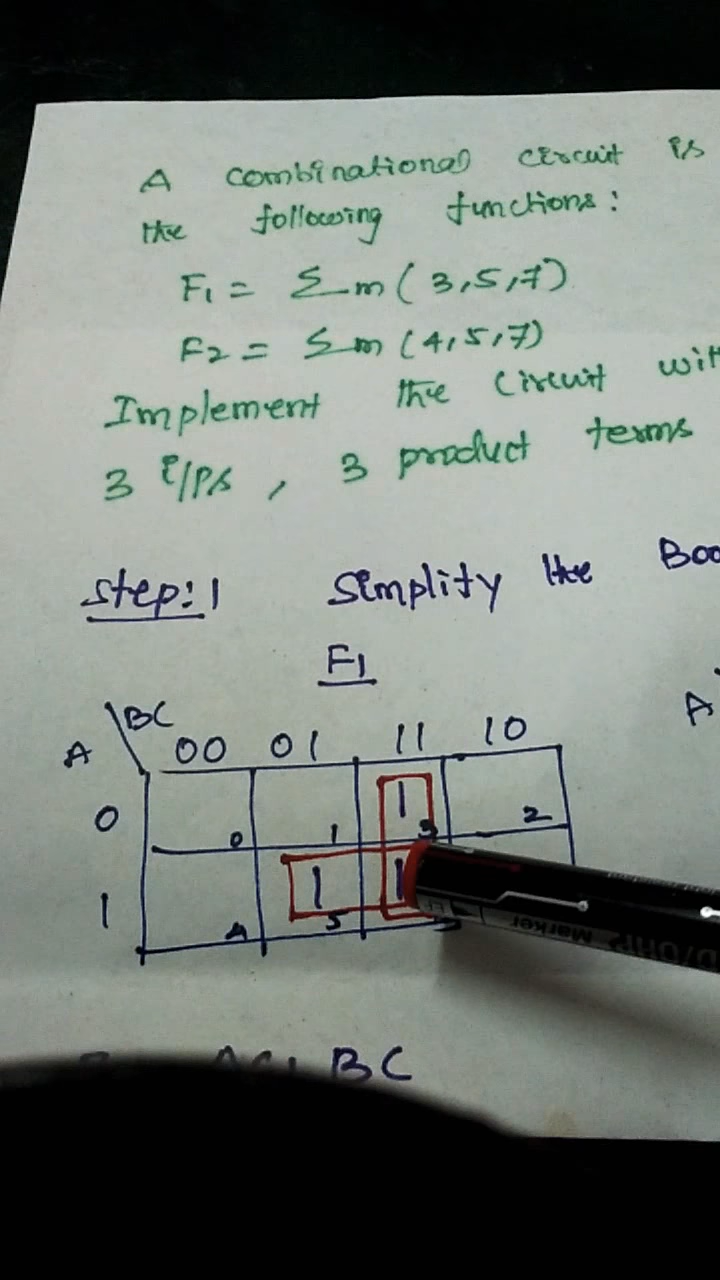 A combinational circuit is
the following functions:
F1 = Σm(3,5,7)
F2 = Σm(4,5,7)
Implement the circuit
3 i/ps, 3 product terms
step:1 Simplify the
F1
A
BC
A
00 01 11 10
0
1
0 1 3 2
1
1 1
4 5
Marker
BC